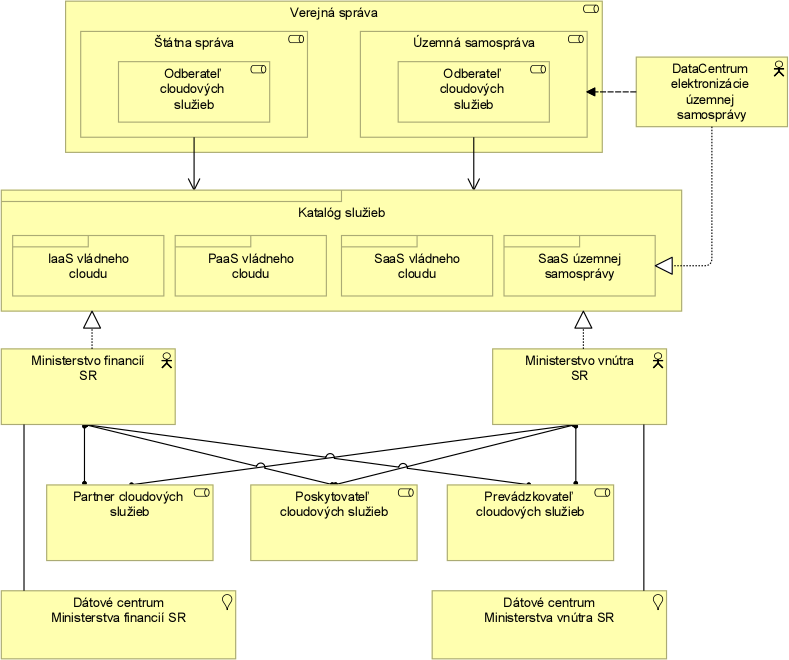 Verejná správa
Štátna správa
Územná samospráva
Odberateľ
cloudových
služieb
Odberateľ
cloudových
služieb
DataCentrum
elektronizácie
územnej
samosprávy
Katalóg služieb
IaaS vládneho
cloudu
PaaS vládneho
cloudu
SaaS vládneho
cloudu
SaaS územnej
samosprávy
Ministerstvo financií
SR
Ministerstvo vnútra
SR
Partner cloudových
služieb
Poskytovateľ
cloudových služieb
Prevádzkovateľ
cloudových služieb
Dátové centrum
Ministerstva financií SR
Dátové centrum
Ministerstva vnútra SR